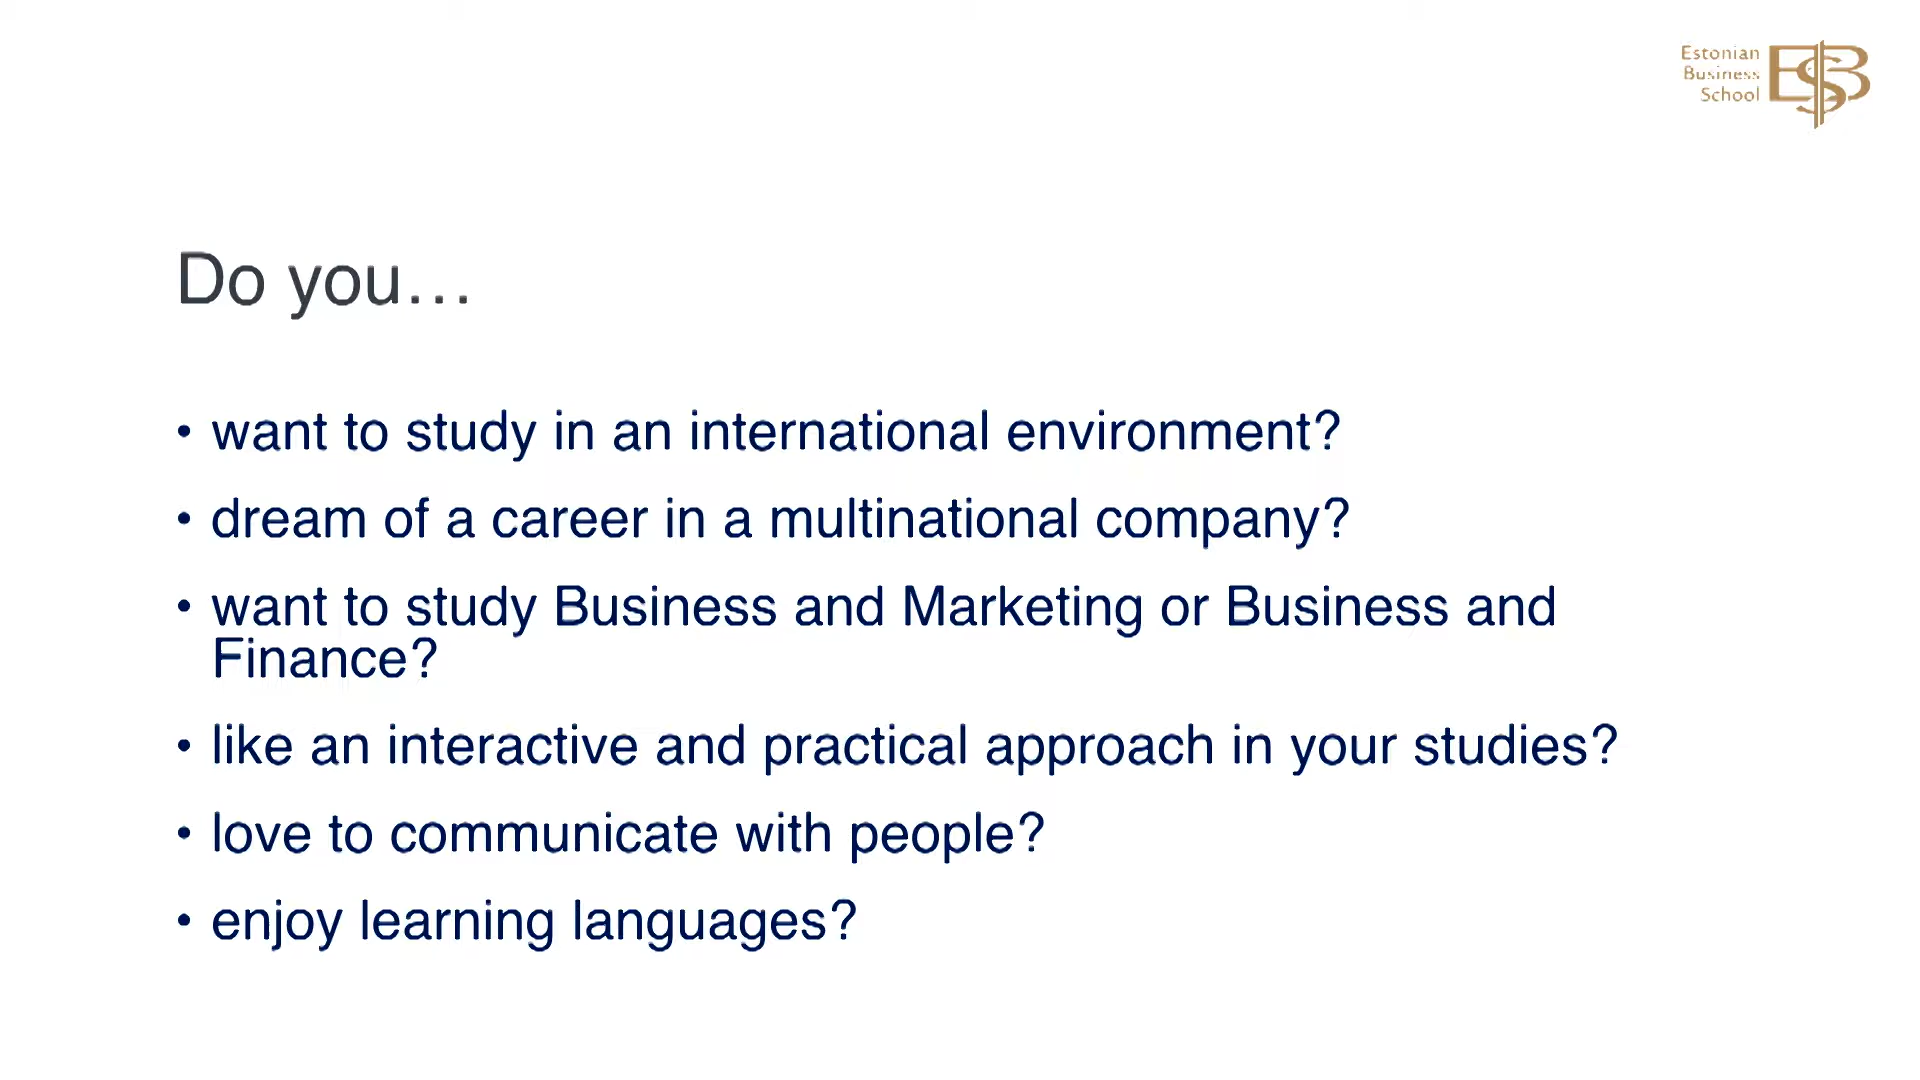 Estonian
Business
School
EBS
Do you…
• want to study in an international environment?
• dream of a career in a multinational company?
• want to study Business and Marketing or Business and
Finance?
• like an interactive and practical approach in your studies?
• love to communicate with people?
• enjoy learning languages?